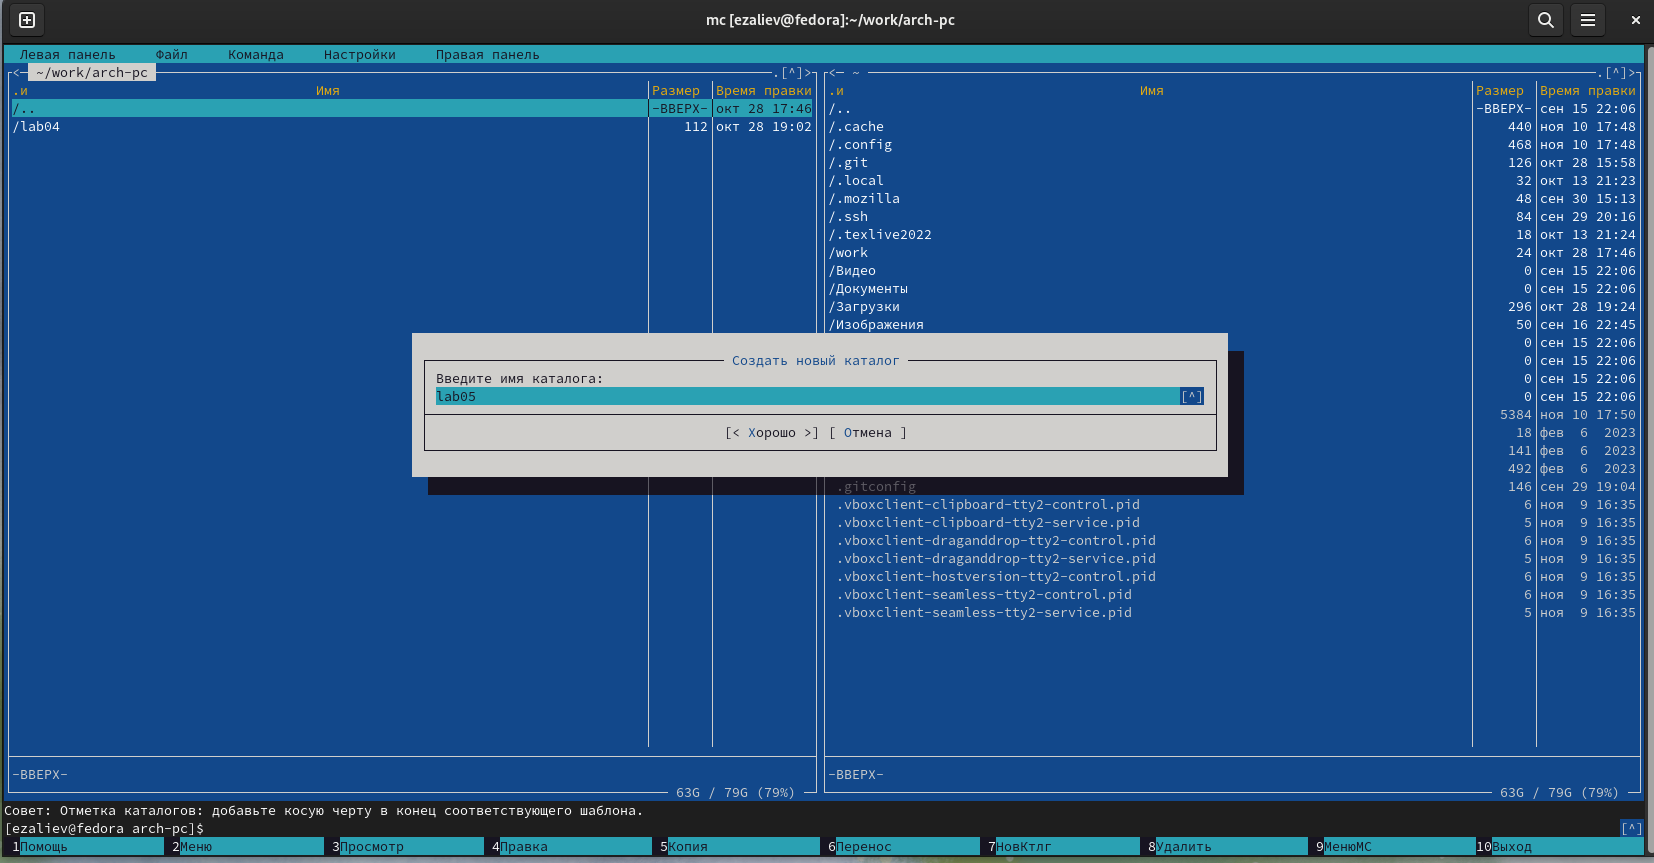 mc [ezaliev@fedora]:~/work/arch-pc
Левая панель Файл Команда Настройки Правая панель
<─ ~/work/arch-pc .[^]>
.и Имя Размер Время правки
/.. -ВВЕРХ- окт 28 17:46
/lab04 112 окт 28 19:02
-ВВЕРХ-
63G / 79G (79%)
<─ ~ .[^]>
.и Имя Размер Время правки
/.. -ВВЕРХ- сен 15 22:06
/.cache 440 ноя 10 17:48
/.config 468 ноя 10 17:48
/.git 126 окт 28 15:58
/.local 32 окт 13 21:23
/.mozilla 48 сен 30 15:13
/.ssh 84 сен 29 20:16
/.texlive2022 18 окт 13 21:24
/work 24 окт 28 17:46
/Видео 0 сен 15 22:06
/Документы 0 сен 15 22:06
/Загрузки 296 окт 28 19:24
/Изображения 50 сен 16 22:45
0 сен 15 22:06
0 сен 15 22:06
0 сен 15 22:06
0 сен 15 22:06
5384 ноя 10 17:50
18 фев 6 2023
141 фев 6 2023
492 фев 6 2023
.gitconfig 146 сен 29 19:04
.vboxclient-clipboard-tty2-control.pid 6 ноя 9 16:35
.vboxclient-clipboard-tty2-service.pid 5 ноя 9 16:35
.vboxclient-draganddrop-tty2-control.pid 6 ноя 9 16:35
.vboxclient-draganddrop-tty2-service.pid 5 ноя 9 16:35
.vboxclient-hostversion-tty2-control.pid 6 ноя 9 16:35
.vboxclient-seamless-tty2-control.pid 6 ноя 9 16:35
.vboxclient-seamless-tty2-service.pid 5 ноя 9 16:35
-ВВЕРХ-
63G / 79G (79%)
Создать новый каталог
Введите имя каталога:
lab05 [^]
[< Хорошо >] [ Отмена ]
Совет: Отметка каталогов: добавьте косую черту в конец соответствующего шаблона.
[ezaliev@fedora arch-pc]$ [^]
1Помощь 2Меню 3Просмотр 4Правка 5Копия 6Перенос 7НовКтлг 8Удалить 9МенюМС 10Выход